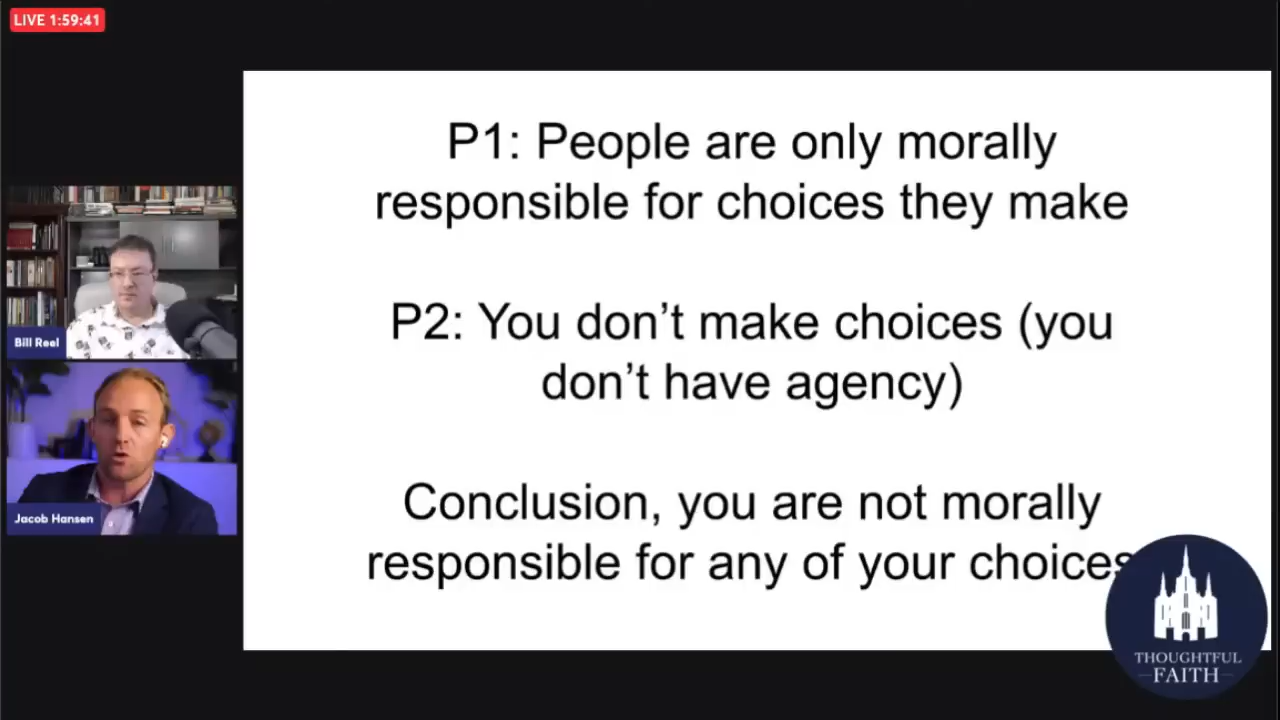 LIVE 1:59:41
P1: People are only morally
responsible for choices they make
P2: You don’t make choices (you
don’t have agency)
Conclusion, you are not morally
responsible for any of your choices
Bill Reel
Jacob Hansen
THOUGHTFUL
FAITH